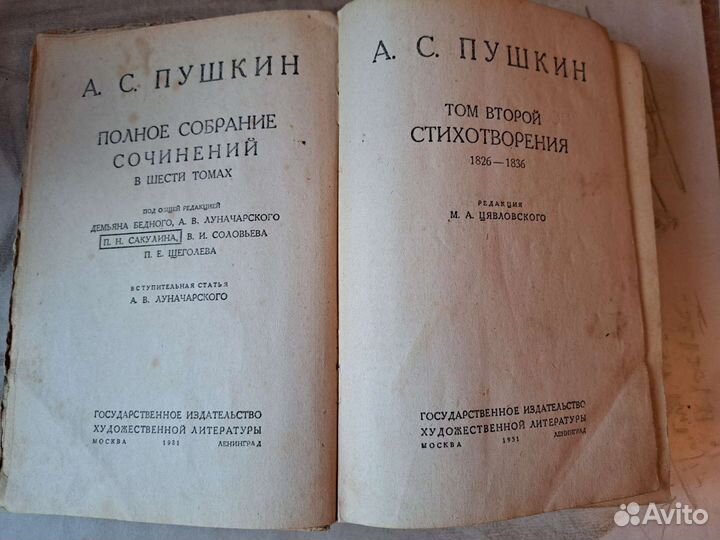 А. С. ПУШКИН
ПОЛНОЕ СОБРАНИЕ
СОЧИНЕНИЙ
В ШЕСТИ ТОМАХ
ПОД ОБЩЕЙ РЕДАКЦИЕЙ
ДЕМЬЯНА БЕДНОГО, А. В. ЛУНАЧАРСКОГО
П. Н. САКУЛИНА, В. И. СОЛОВЬЕВА
П. Е. ЩЕГОЛЕВА
ВСТУПИТЕЛЬНАЯ СТАТЬЯ
А. В. ЛУНАЧАРСКОГО
ГОСУДАРСТВЕННОЕ ИЗДАТЕЛЬСТВО
ХУДОЖЕСТВЕННОЙ ЛИТЕРАТУРЫ
МОСКВА 1931 ЛЕНИНГРАД
А. С. ПУШКИН
ТОМ ВТОРОЙ
СТИХОТВОРЕНИЯ
1826—1836
РЕДАКЦИЯ
М. А. ЦЯВЛОВСКОГО
ГОСУДАРСТВЕННОЕ ИЗДАТЕЛЬСТВО
ХУДОЖЕСТВЕННОЙ ЛИТЕРАТУРЫ
МОСКВА 1931 ЛЕНИНГРАД
Avito